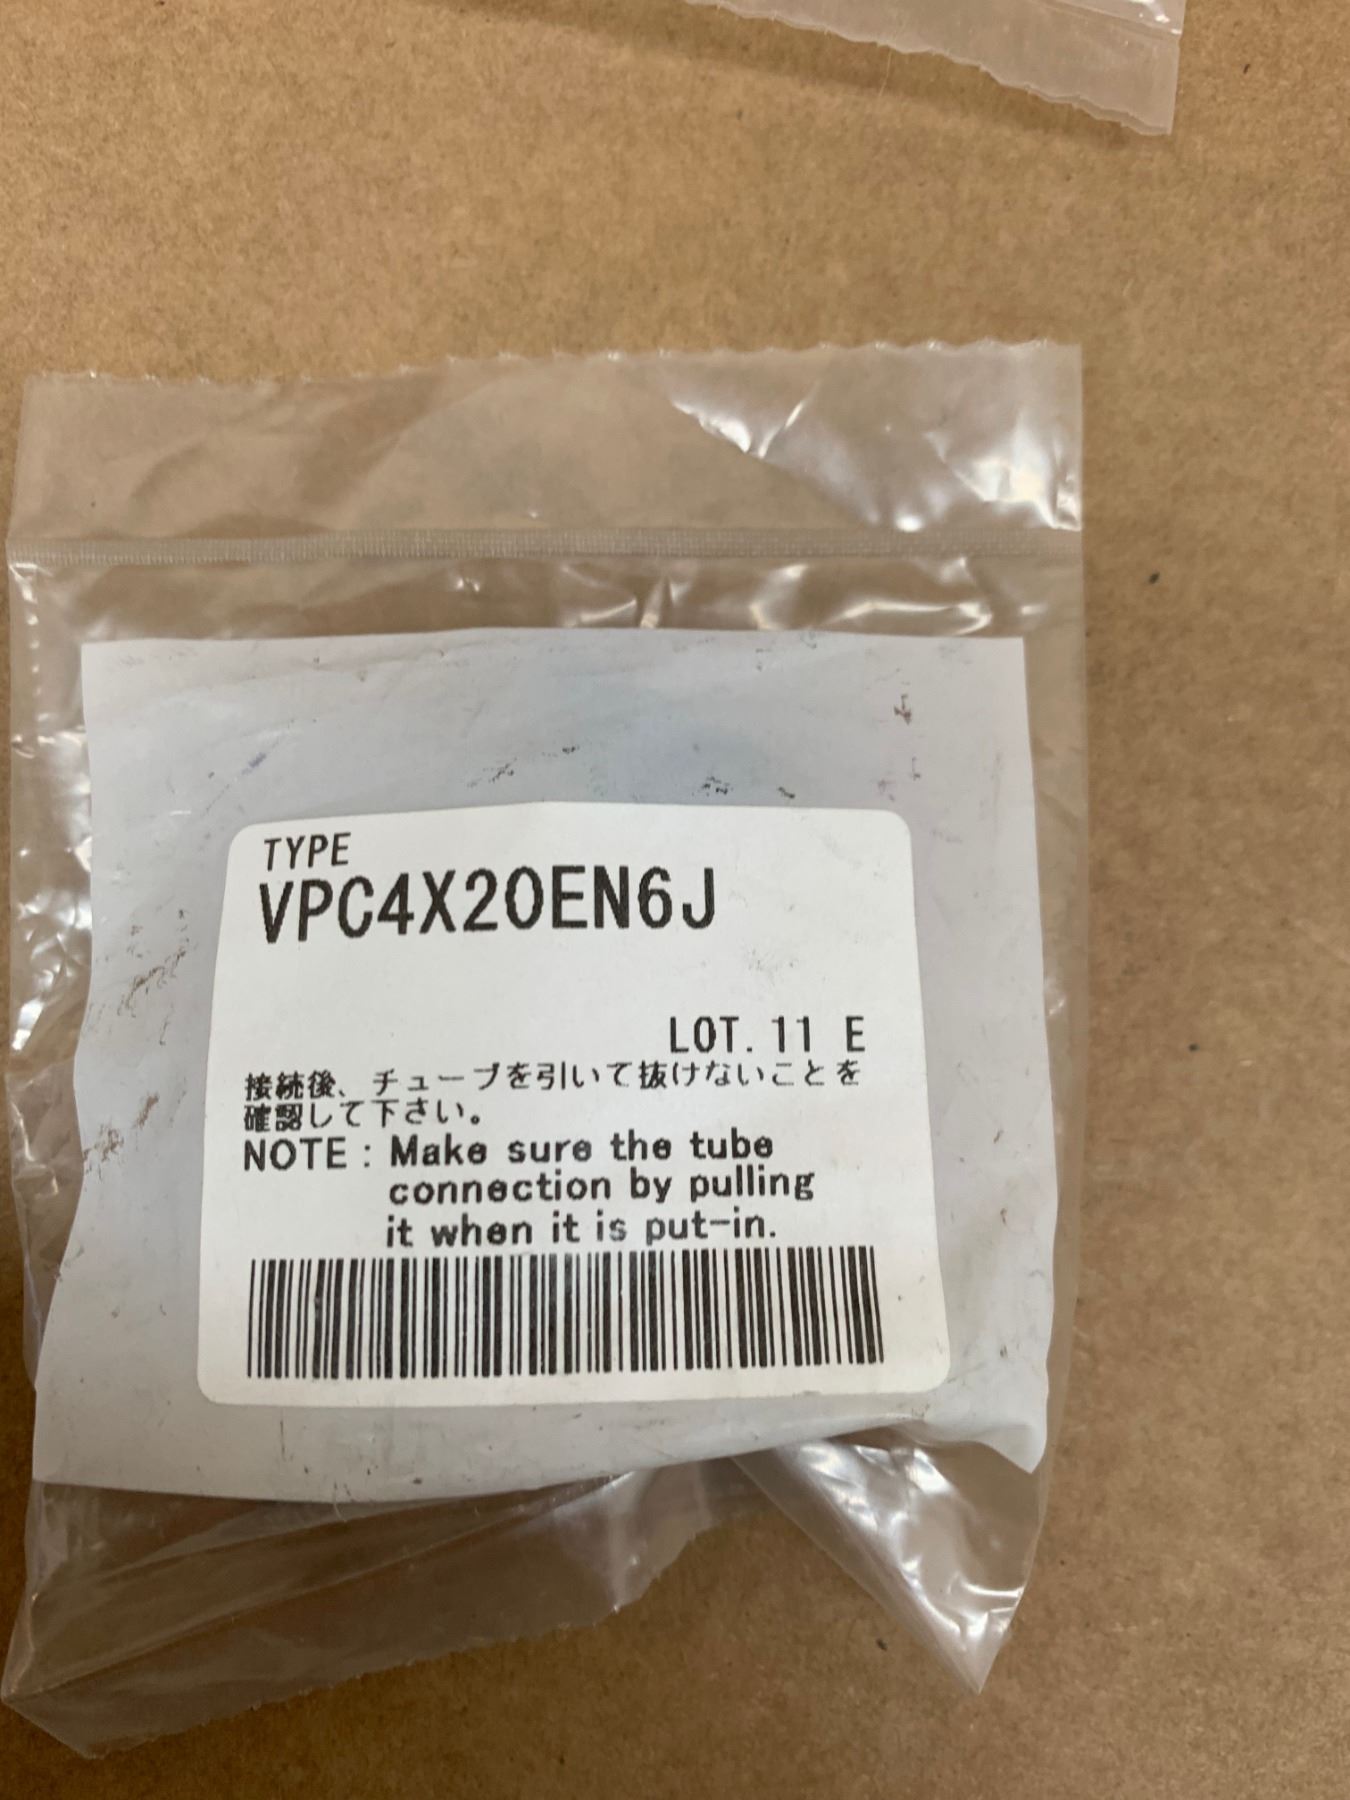 TYPE
VPC4X20EN6J
LOT. 11 E
接続後、チューブを引いて抜けないことを
確認して下さい。
NOTE : Make sure the tube
connection by pulling
it when it is put-in.